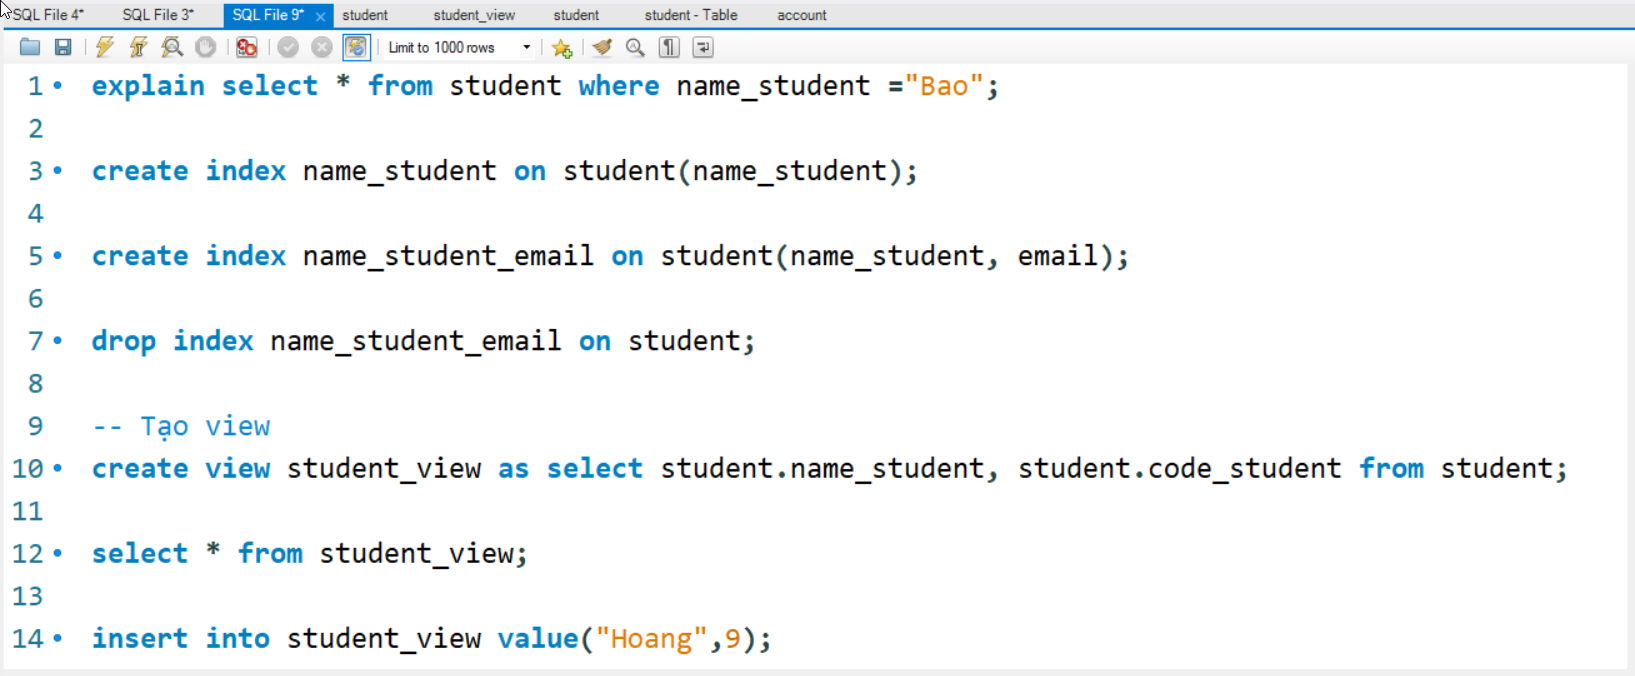 SQL File 4* SQL File 3* SQL File 9* student student_view student student - Table account
Limit to 1000 rows
1 explain select * from student where name_student ="Bao";
2
3 create index name_student on student(name_student);
4
5 create index name_student_email on student(name_student, email);
6
7 drop index name_student_email on student;
8
9 -- Tạo view
10 create view student_view as select student.name_student, student.code_student from student;
11
12 select * from student_view;
13
14 insert into student_view value("Hoang",9);